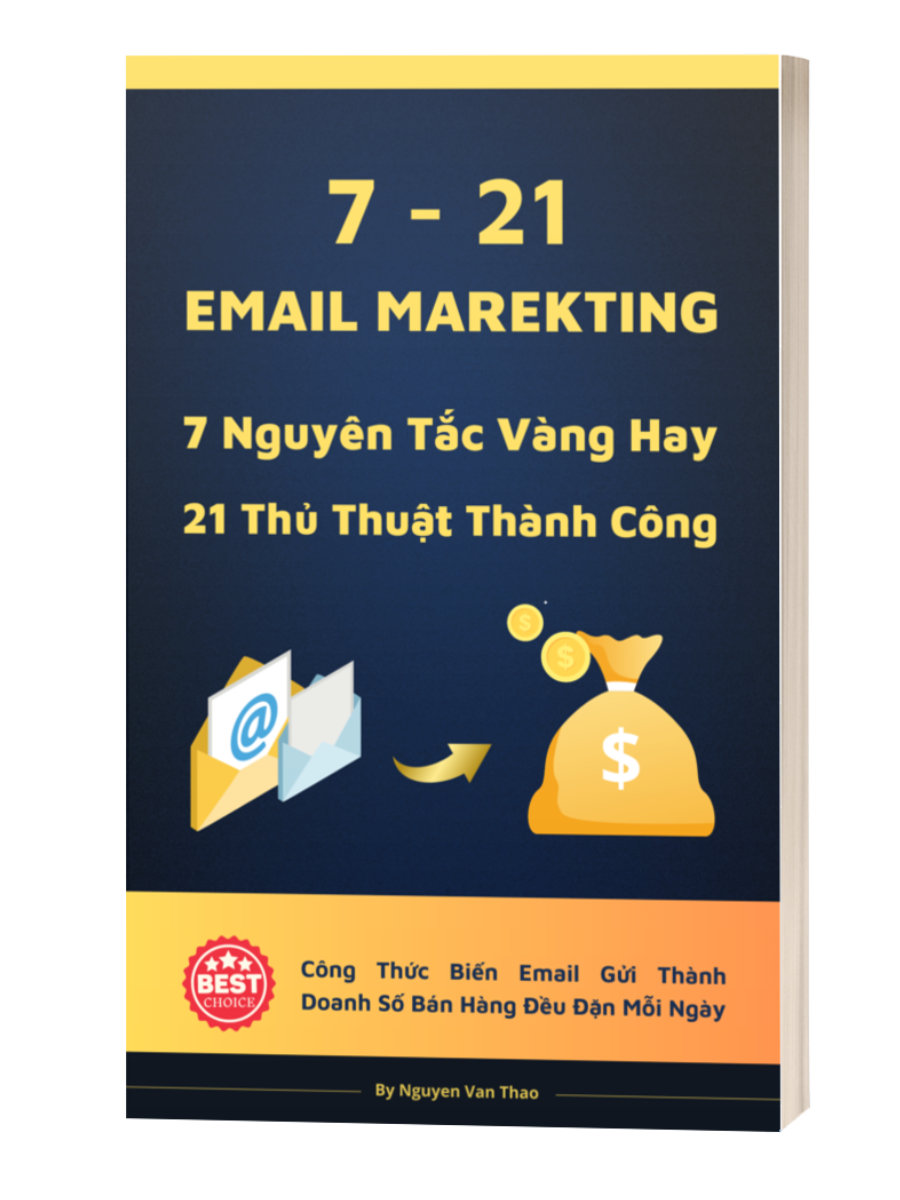 7 - 21
EMAIL MAREKTING
7 Nguyên Tắc Vàng Hay
21 Thủ Thuật Thành Công
@
$
$
$
BEST
CHOICE
Công Thức Biến Email Gửi Thành
Doanh Số Bán Hàng Đều Đặn Mỗi Ngày
By Nguyen Van Thao